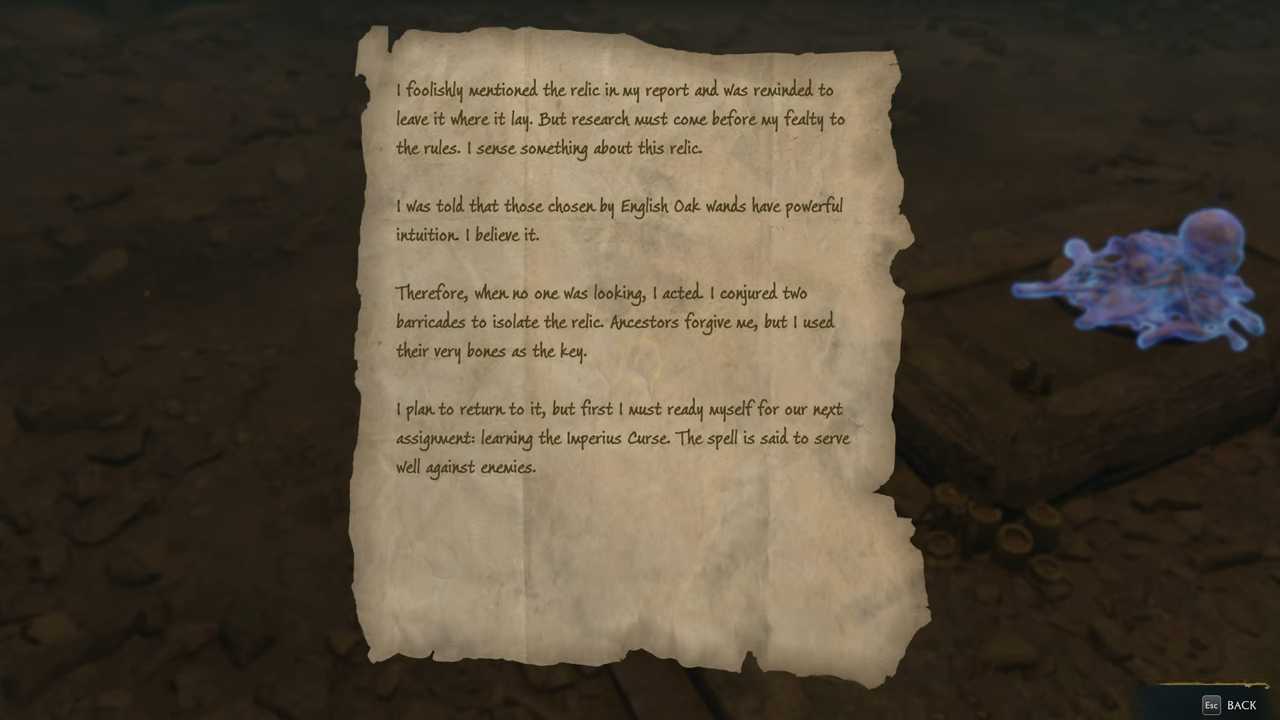 I foolishly mentioned the relic in my report and was reminded to
leave it where it lay. But research must come before my fealty to
the rules. I sense something about this relic.
I was told that those chosen by English Oak wands have powerful
intuition. I believe it.
Therefore, when no one was looking, I acted. I conjured two
barricades to isolate the relic. Ancestors forgive me, but I used
their very bones as the key.
I plan to return to it, but first I must ready myself for our next
assignment: learning the Imperius Curse. The spell is said to serve
well against enemies.
Esc BACK